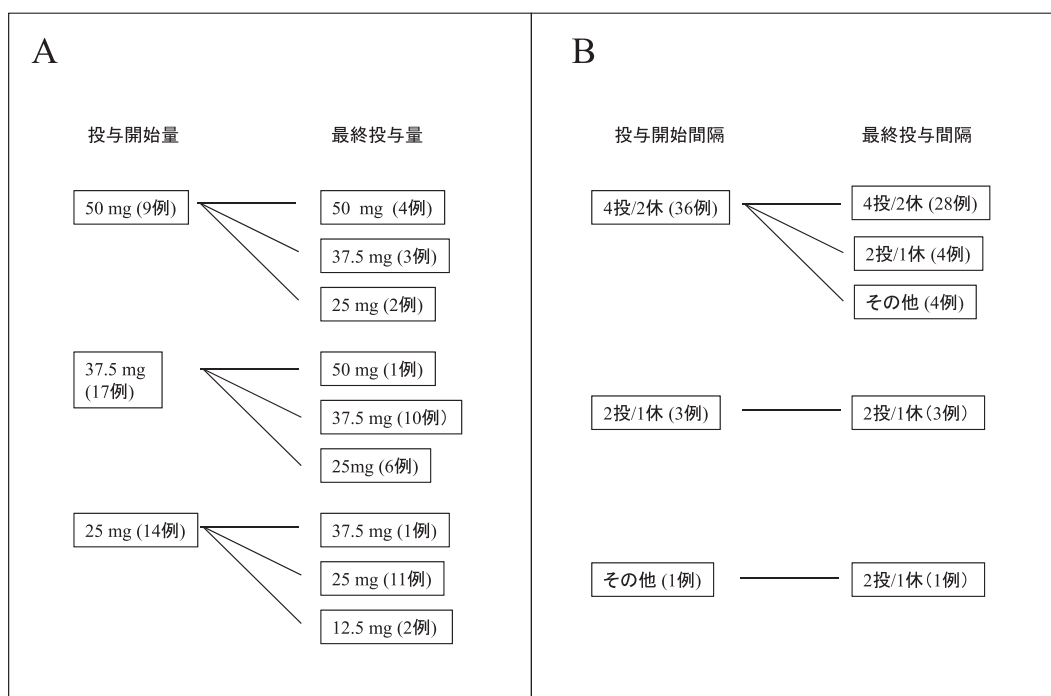 A
投与開始量
最終投与量
50 mg (9例)
50 mg (4例)
37.5 mg (3例)
25 mg (2例)
37.5 mg
(17例)
50 mg (1例)
37.5 mg (10例）
25mg (6例)
25 mg (14例)
37.5 mg (1例)
25 mg (11例)
12.5 mg (2例)
B
投与開始間隔
最終投与間隔
4投/2休 (36例)
4投/2休 (28例)
2投/1休 (4例)
その他 (4例)
2投/1休 (3例)
2投/1休（3例）
その他 (1例)
2投/1休（1例）